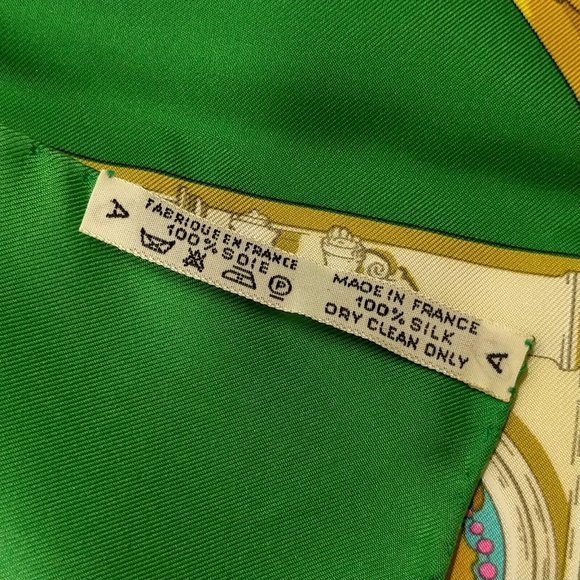 A
FABRIQUE EN FRANCE
100% SOIE
P
MADE IN FRANCE
100% SILK
DRY CLEAN ONLY
A